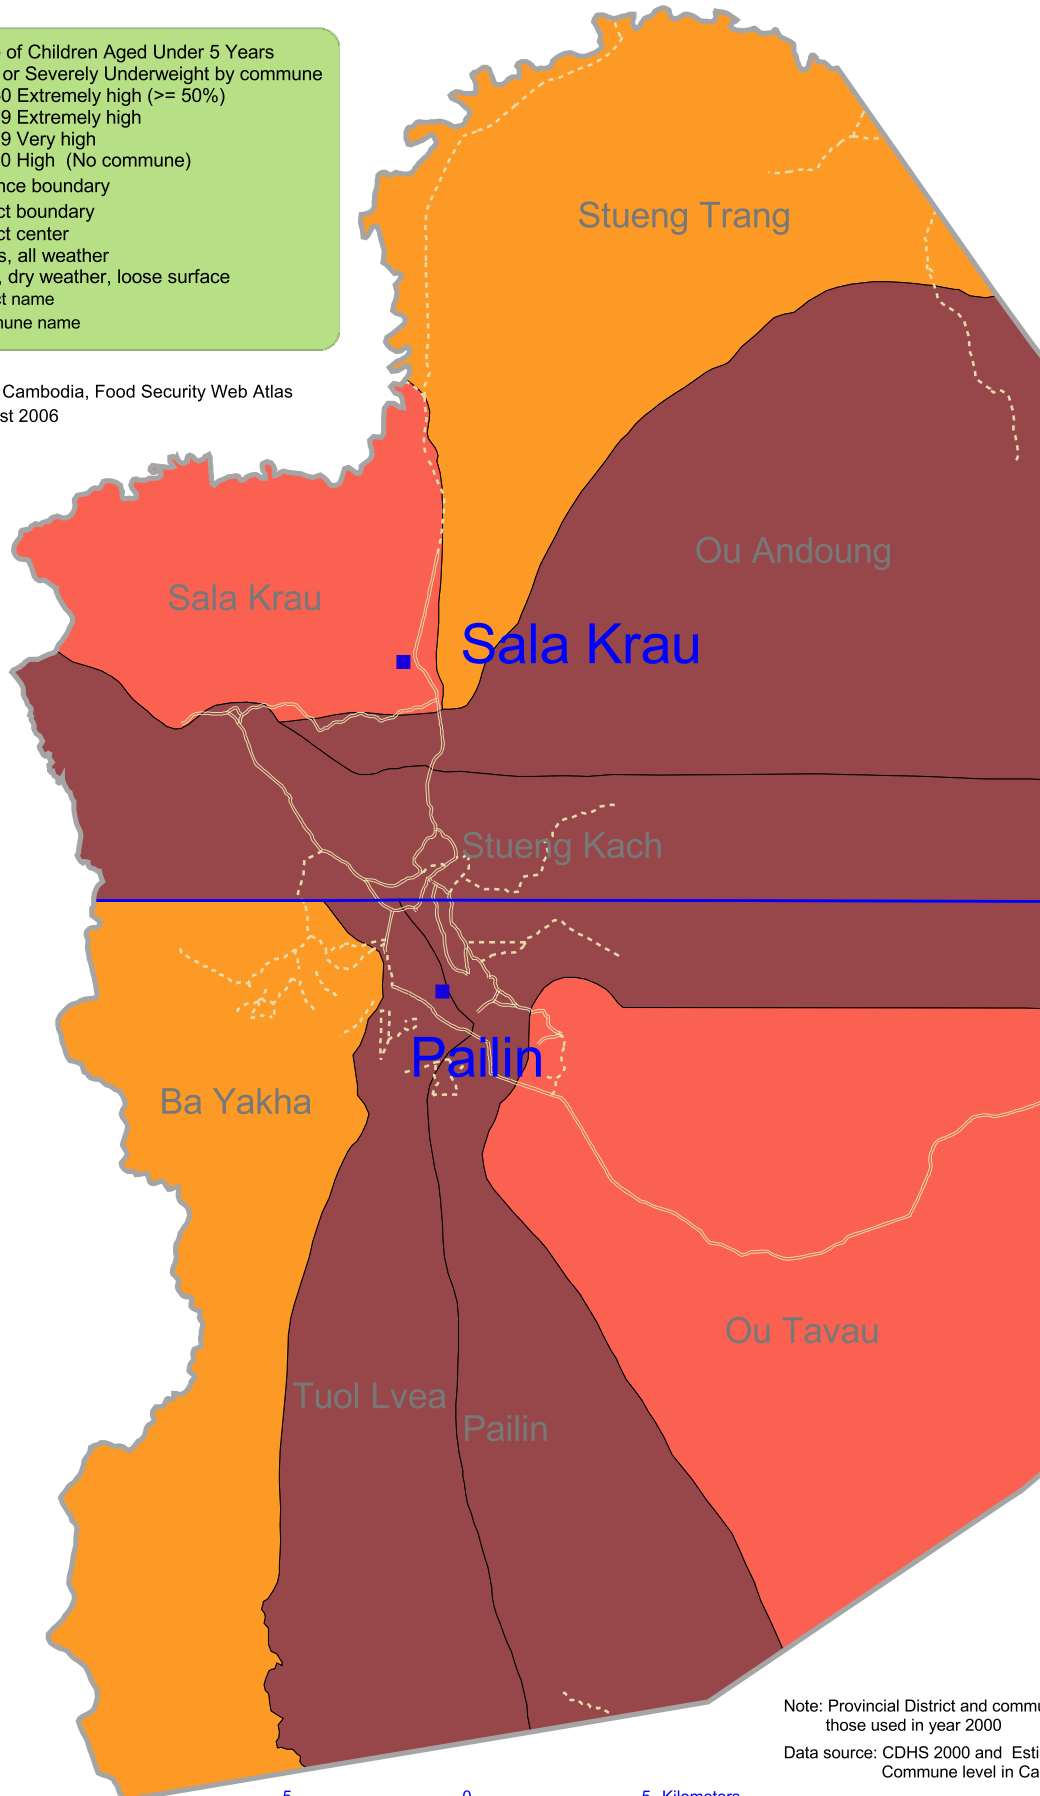 of Children Aged Under 5 Years
or Severely Underweight by commune
0 Extremely high (>= 50%)
9 Extremely high
9 Very high
0 High (No commune)
nce boundary
ct boundary
ct center
s, all weather
, dry weather, loose surface
ct name
nune name
Cambodia, Food Security Web Atlas
st 2006
Stueng Trang
Ou Andoung
Sala Krau
Sala Krau
Stueng Kach
Pailin
Ba Yakha
Ou Tavau
Tuol Lvea
Pailin
Note: Provincial District and commu
those used in year 2000
Data source: CDHS 2000 and Esti
Commune level in Ca
5 0 5 Kilometers